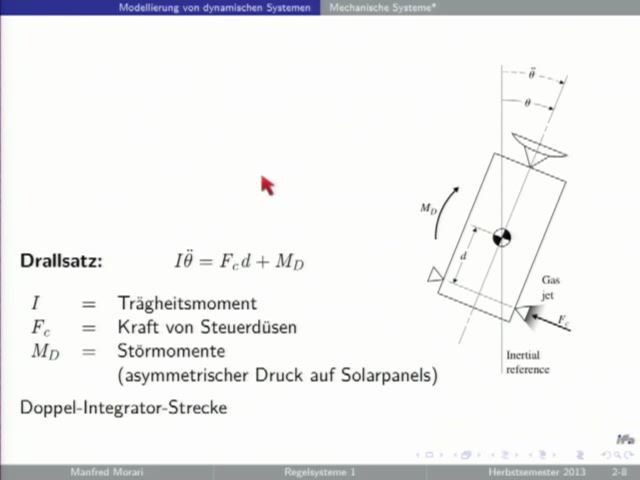 Modellierung von dynamischen Systemen Mechanische Systeme*
θ̈
θ
M_D
d
Gas
jet
F_c
Inertial
reference
Drallsatz: Iθ̈ = F_c d + M_D
I = Trägheitsmoment
F_c = Kraft von Steuerdüsen
M_D = Störmomente
(asymmetrischer Druck auf Solarpanels)
Doppel-Integrator-Strecke
ifa
Manfred Morari Regelsysteme 1 Herbstsemester 2013 2-8